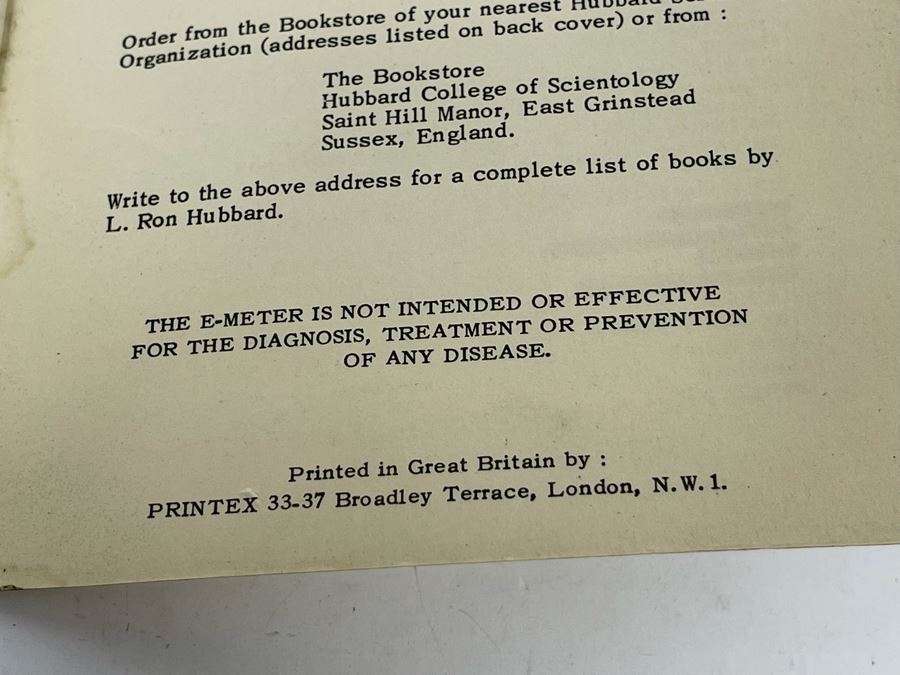 Order from the Bookstore of your nearest Hubbard
Organization (addresses listed on back cover) or from :
The Bookstore
Hubbard College of Scientology
Saint Hill Manor, East Grinstead
Sussex, England.
Write to the above address for a complete list of books by
L. Ron Hubbard.
THE E-METER IS NOT INTENDED OR EFFECTIVE
FOR THE DIAGNOSIS, TREATMENT OR PREVENTION
OF ANY DISEASE.
Printed in Great Britain by :
PRINTEX 33-37 Broadley Terrace, London, N.W.1.